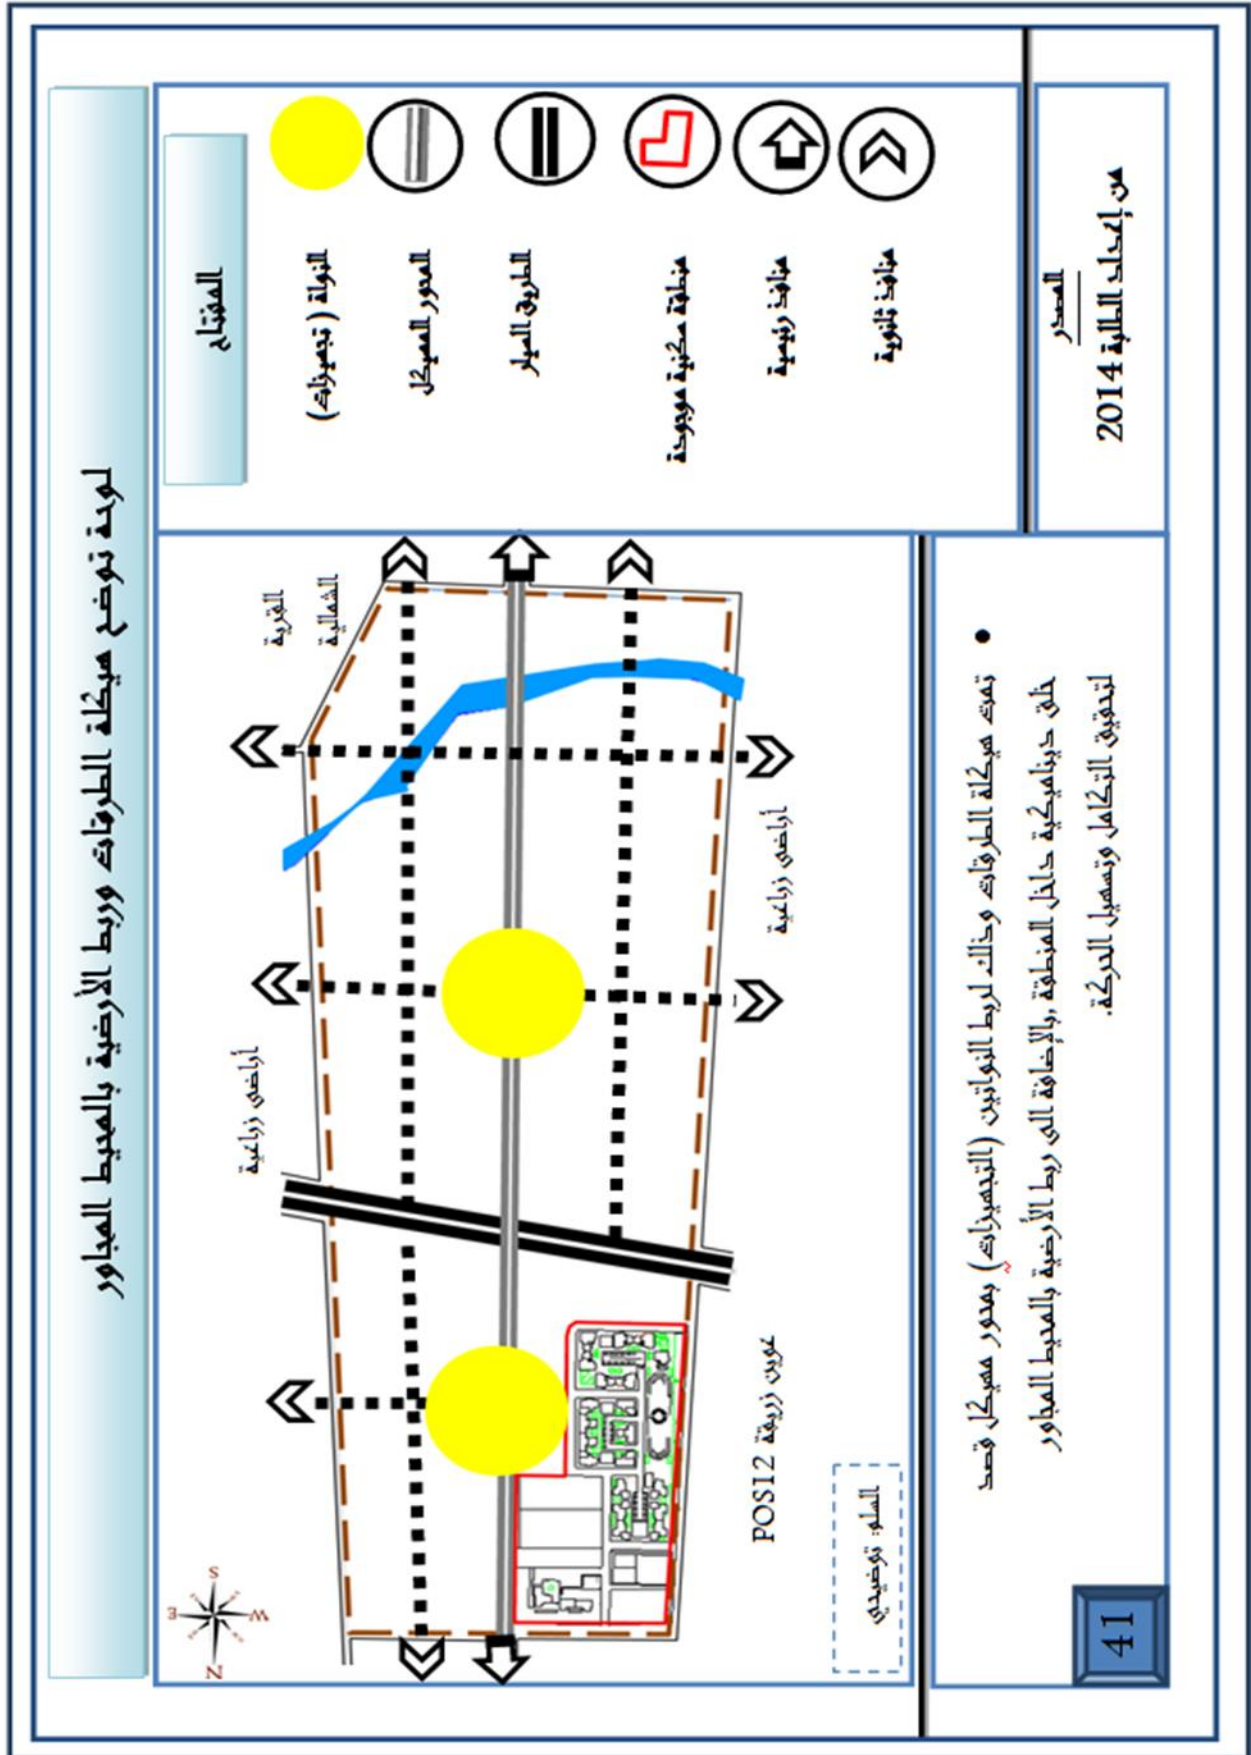 لوحة توضح هيكلة الطرقات وربط الأرضية بالمحيط المجاور
المفتاح
النواة (تجهيزات)
المحور المهيكل
الطريق السيار
منطقة سكنية موجودة
منافذ رئيسية
منافذ ثانوية
المصدر
من إعداد الطلبة 2014
القرية
الشمالية
أراضي زراعية
أراضي زراعية
عوين زريقة POS12
السلم: توضيحي
N
S
E
W
• تمت هيكلة الطرقات وذلك لربط النواتين (التجهيزات) بمحور مهيكل قصد
خلق ديناميكية داخل المنطقة ,بالإضافة الى ربط الأرضية بالمحيط المجاور
لتحقيق التكامل وتسهيل الحركة.
41